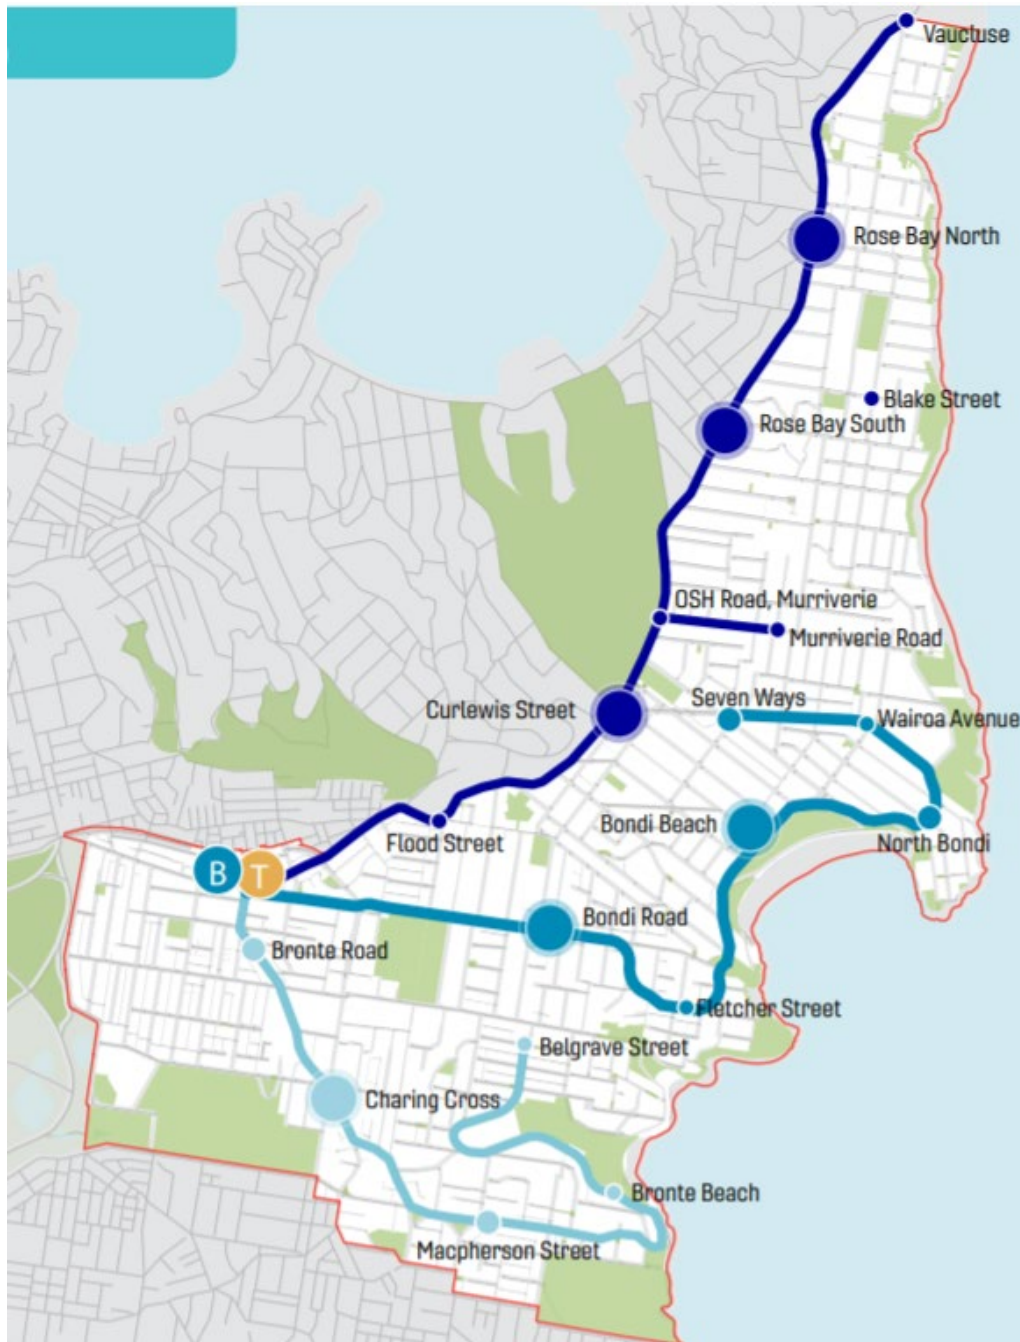 Vaucluse
Rose Bay North
Blake Street
Rose Bay South
OSH Road, Murriverie
Murriverie Road
Seven Ways
Curlewis Street
Wairoa Avenue
Bondi Beach
Flood Street
North Bondi
B T
Bondi Road
Bronte Road
Fletcher Street
Belgrave Street
Charing Cross
Bronte Beach
Macpherson Street